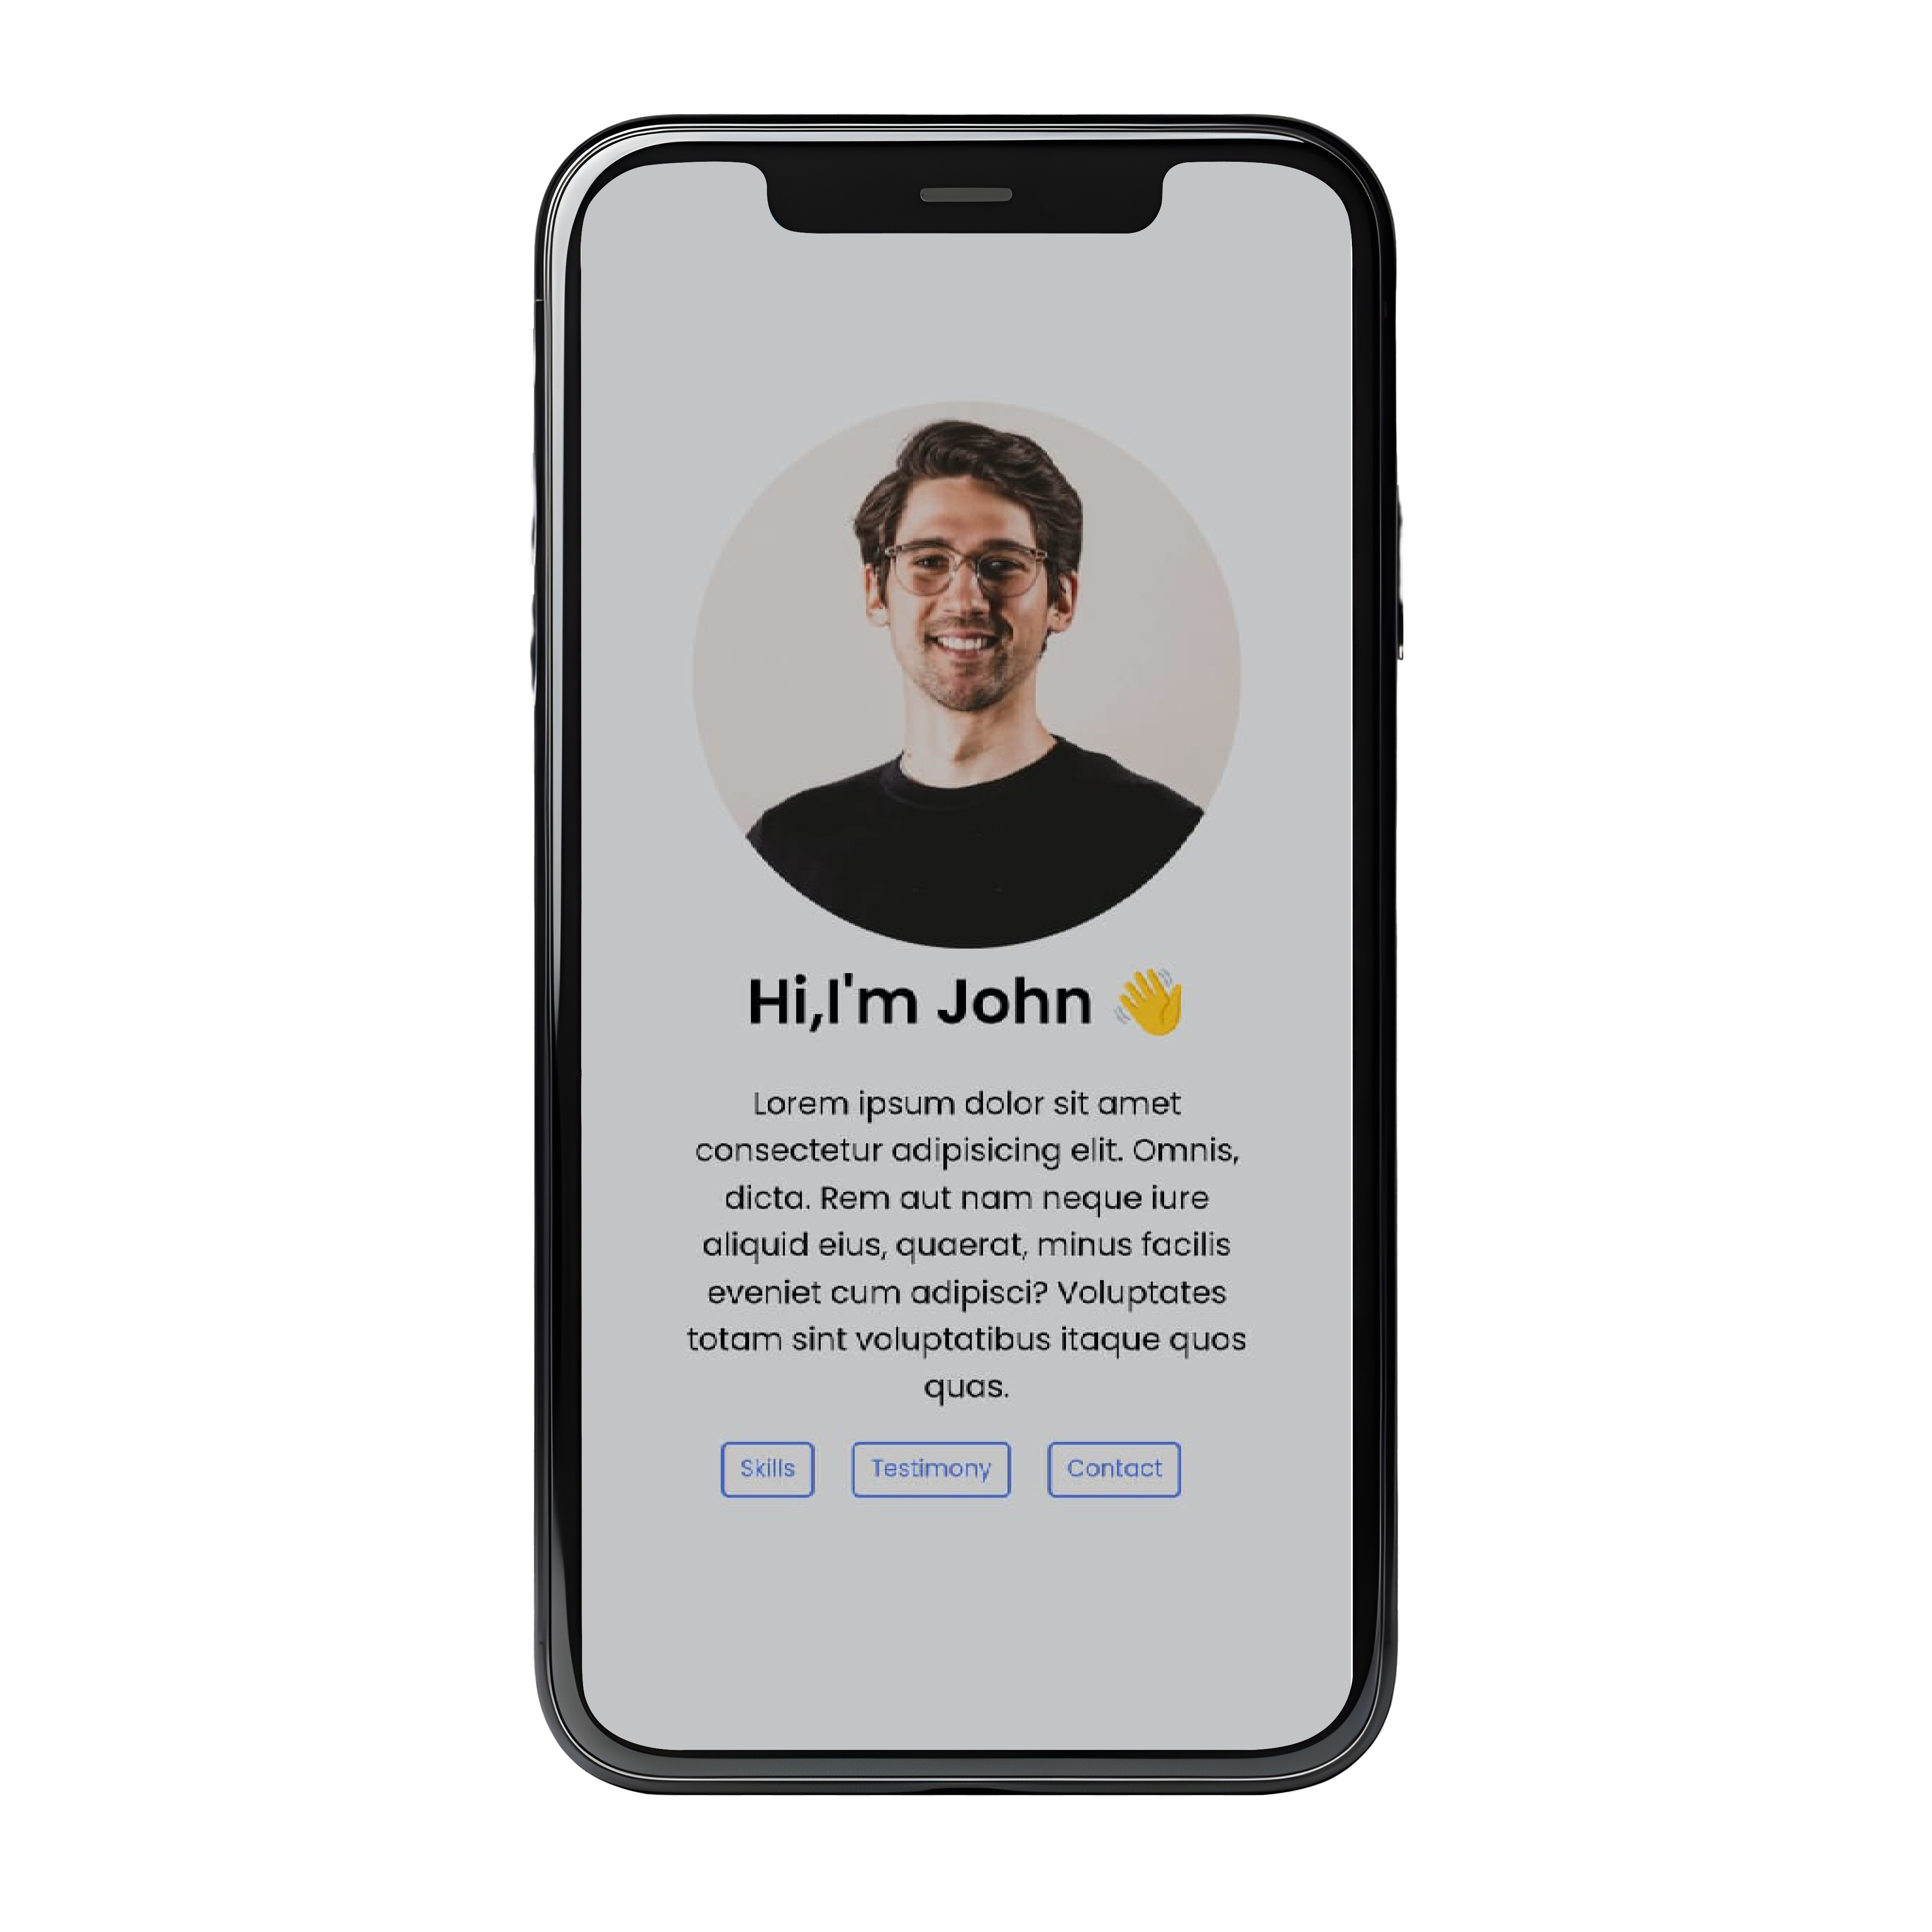 Hi,I'm John 👋
Lorem ipsum dolor sit amet
consectetur adipisicing elit. Omnis,
dicta. Rem aut nam neque iure
aliquid eius, quaerat, minus facilis
eveniet cum adipisci? Voluptates
totam sint voluptatibus itaque quos
quas.
Skills Testimony Contact